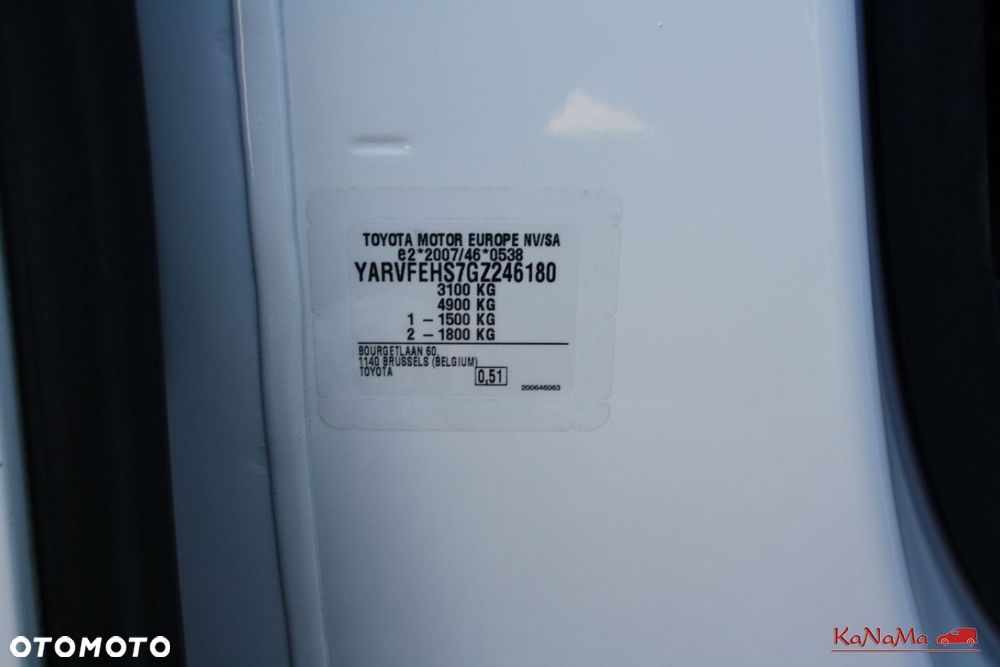 TOYOTA MOTOR EUROPE NV/SA
e2*2007/46*0538
YARVFEHS7GZ246180
3100 KG
4900 KG
1 – 1500 KG
2 – 1800 KG
BOURGETLAAN 60,
1140 BRUSSELS (BELGIUM)
TOYOTA
0,51
200646063
OTOMOTO
KaNaMa